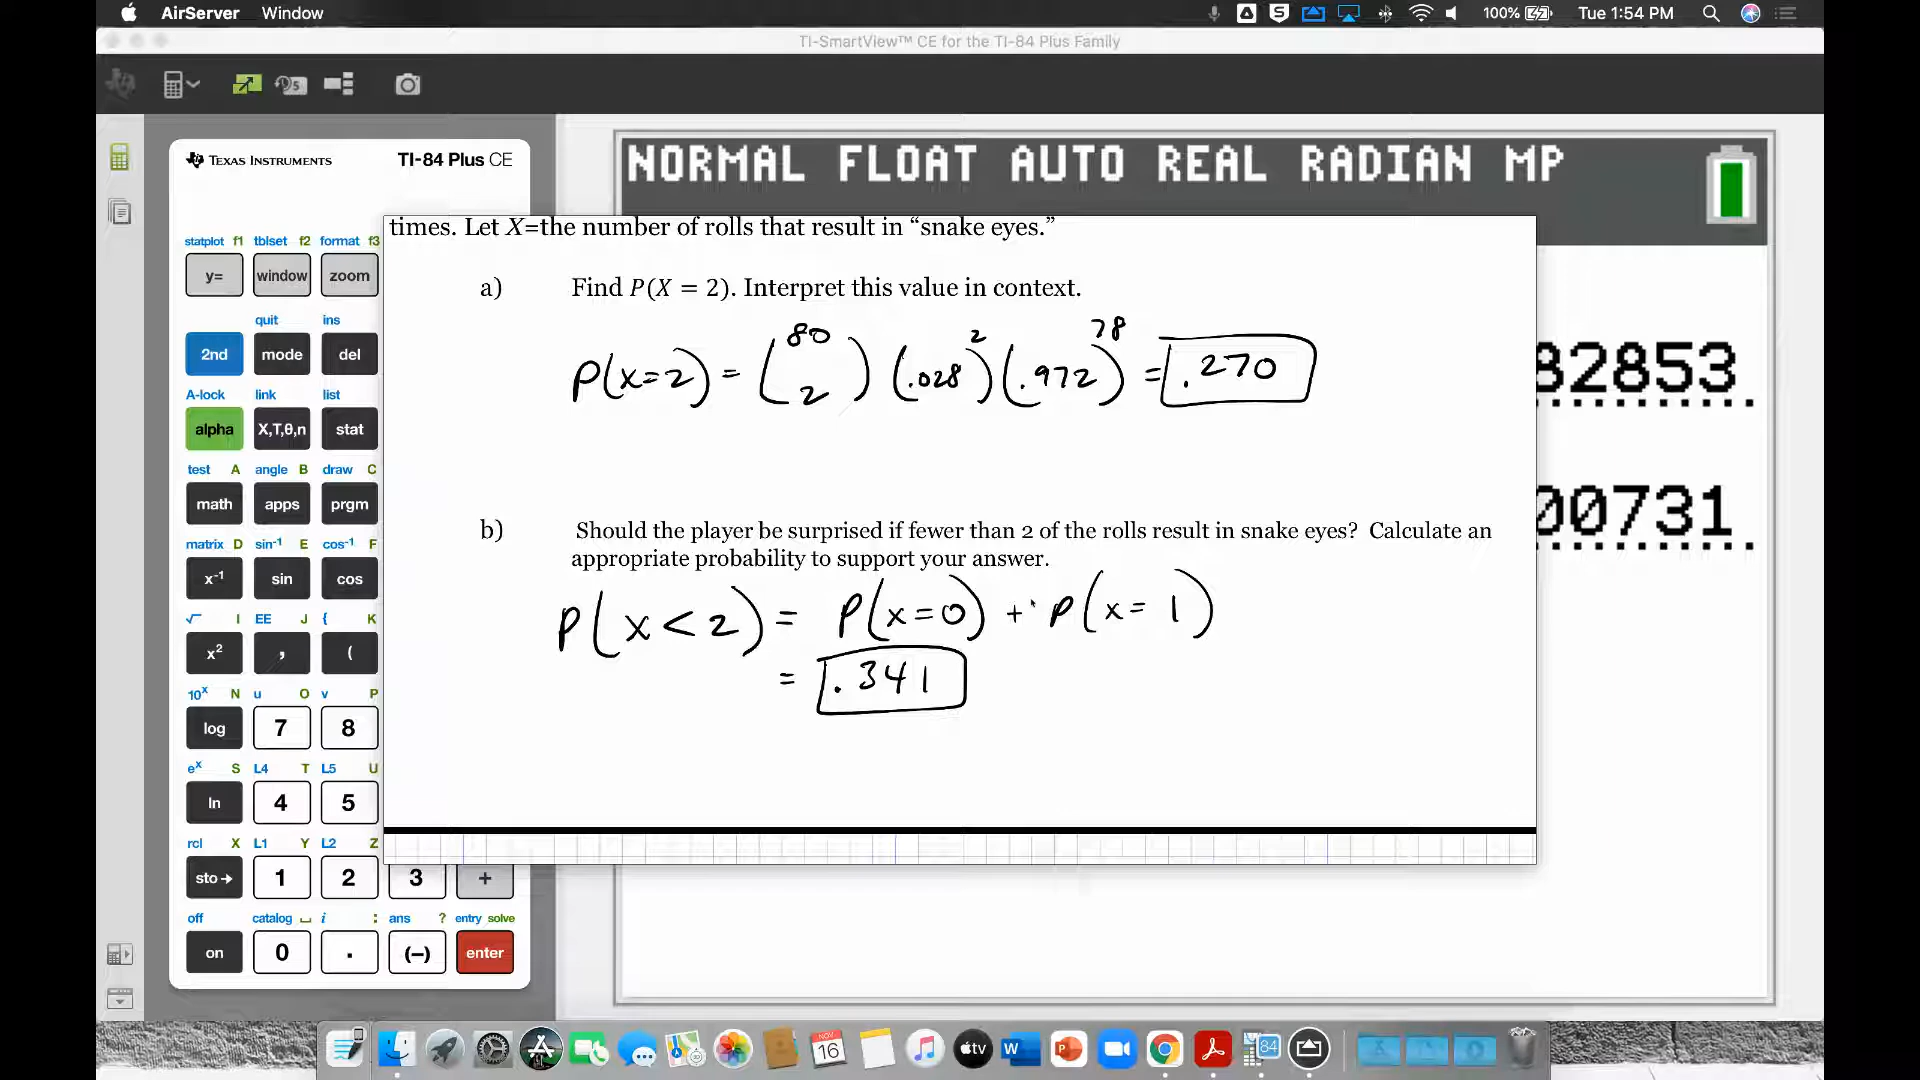 AirServer Window 100% Tue 1:54 PM
TI-SmartView™ CE for the TI-84 Plus Family
TEXAS INSTRUMENTS TI-84 Plus CE
NORMAL FLOAT AUTO REAL RADIAN MP
times. Let X=the number of rolls that result in “snake eyes.”
statplot f1 tblset f2 format f3
y= window zoom
a) Find P(X = 2). Interpret this value in context.
quit ins
2nd mode del
P(x=2) = (80 2) (.028)^2 (.972)^78 = .270
82853
A-lock link list
alpha X,T,θ,n stat
test A angle B draw C
math apps prgm
00731
b) Should the player be surprised if fewer than 2 of the rolls result in snake eyes? Calculate an
appropriate probability to support your answer.
matrix D sin⁻¹ E cos⁻¹ F
x⁻¹ sin cos
P(x<2) = P(x=0) + P(x=1)
= .341
√ I EE J { K
x² , (
10ˣ N u O v P
log 7 8
eˣ S L4 T L5 U
ln 4 5
rcl X L1 Y L2 Z
sto→ 1 2 3 +
off catalog i : ans ? entry solve
on 0 . (–) enter
NOV
16
tv
W
P
84